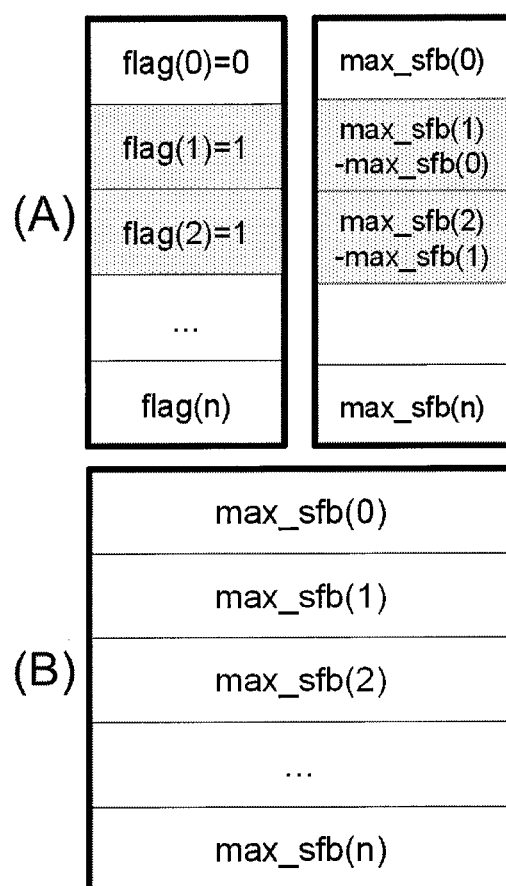 (A)
flag(0)=0
flag(1)=1
flag(2)=1
...
flag(n)
max_sfb(0)
max_sfb(1)
-max_sfb(0)
max_sfb(2)
-max_sfb(1)
max_sfb(n)
(B)
max_sfb(0)
max_sfb(1)
max_sfb(2)
...
max_sfb(n)